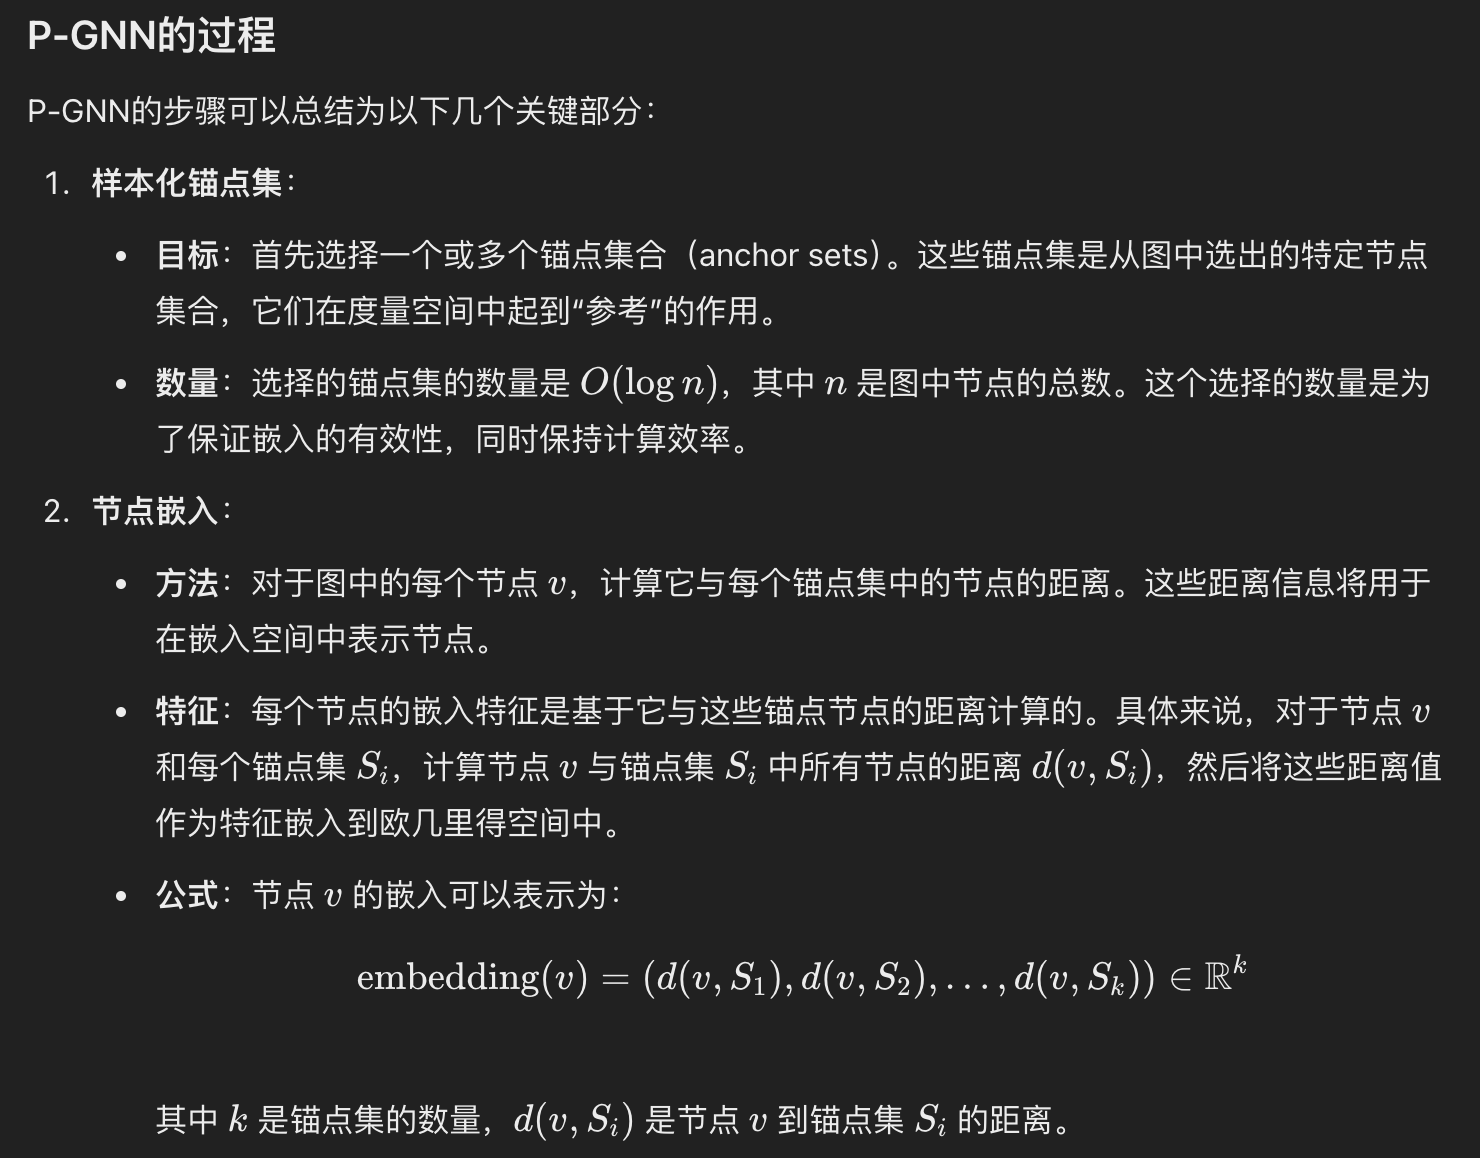 P-GNN的过程
P-GNN的步骤可以总结为以下几个关键部分：
1. 样本化锚点集：
• 目标：首先选择一个或多个锚点集合（anchor sets）。这些锚点集是从图中选出的特定节点
集合，它们在度量空间中起到“参考”的作用。
• 数量：选择的锚点集的数量是 O(log n)，其中 n 是图中节点的总数。这个选择的数量是为
了保证嵌入的有效性，同时保持计算效率。
2. 节点嵌入：
• 方法：对于图中的每个节点 v，计算它与每个锚点集中的节点的距离。这些距离信息将用于
在嵌入空间中表示节点。
• 特征：每个节点的嵌入特征是基于它与这些锚点节点的距离计算的。具体来说，对于节点 v
和每个锚点集 S_i，计算节点 v 与锚点集 S_i 中所有节点的距离 d(v, S_i)，然后将这些距离值
作为特征嵌入到欧几里得空间中。
• 公式：节点 v 的嵌入可以表示为：
embedding(v) = (d(v, S_1), d(v, S_2), . . . , d(v, S_k)) ∈ ℝ^k
其中 k 是锚点集的数量，d(v, S_i) 是节点 v 到锚点集 S_i 的距离。